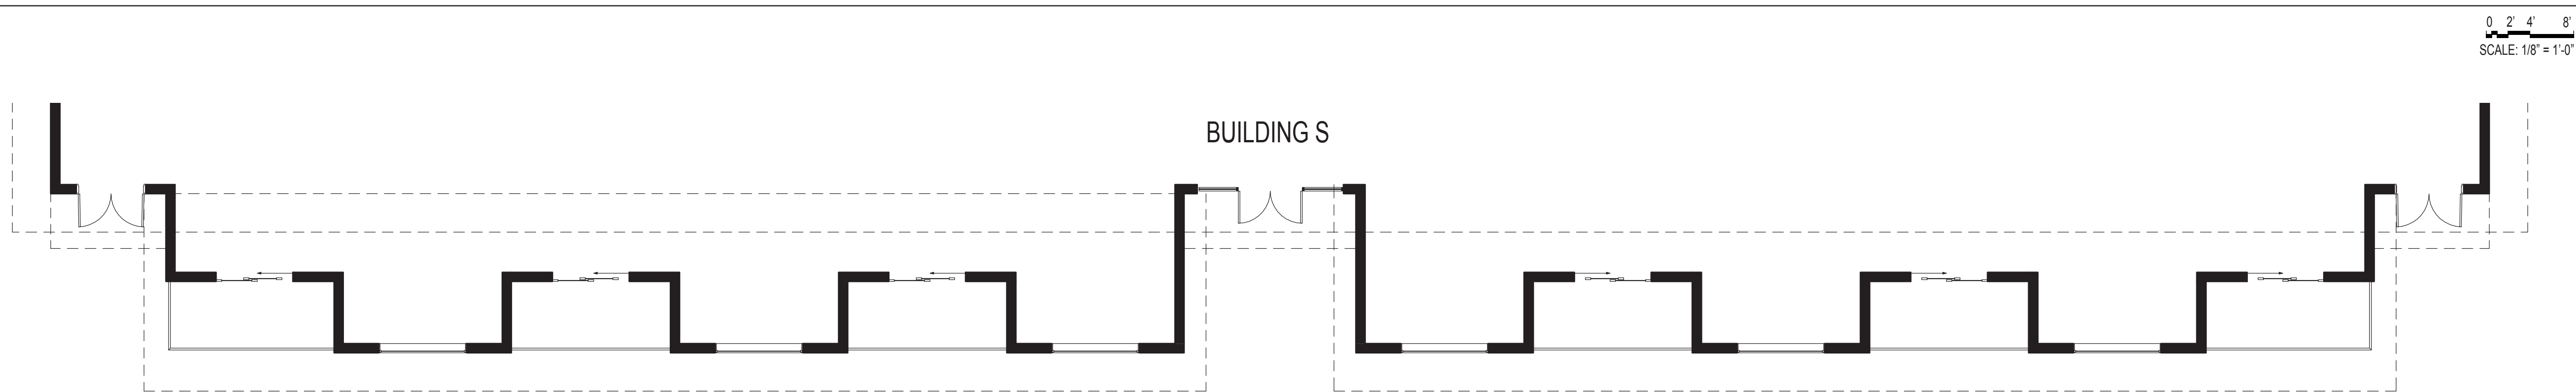 0 2' 4' 8'
SCALE: 1/8” = 1’-0”
BUILDING S